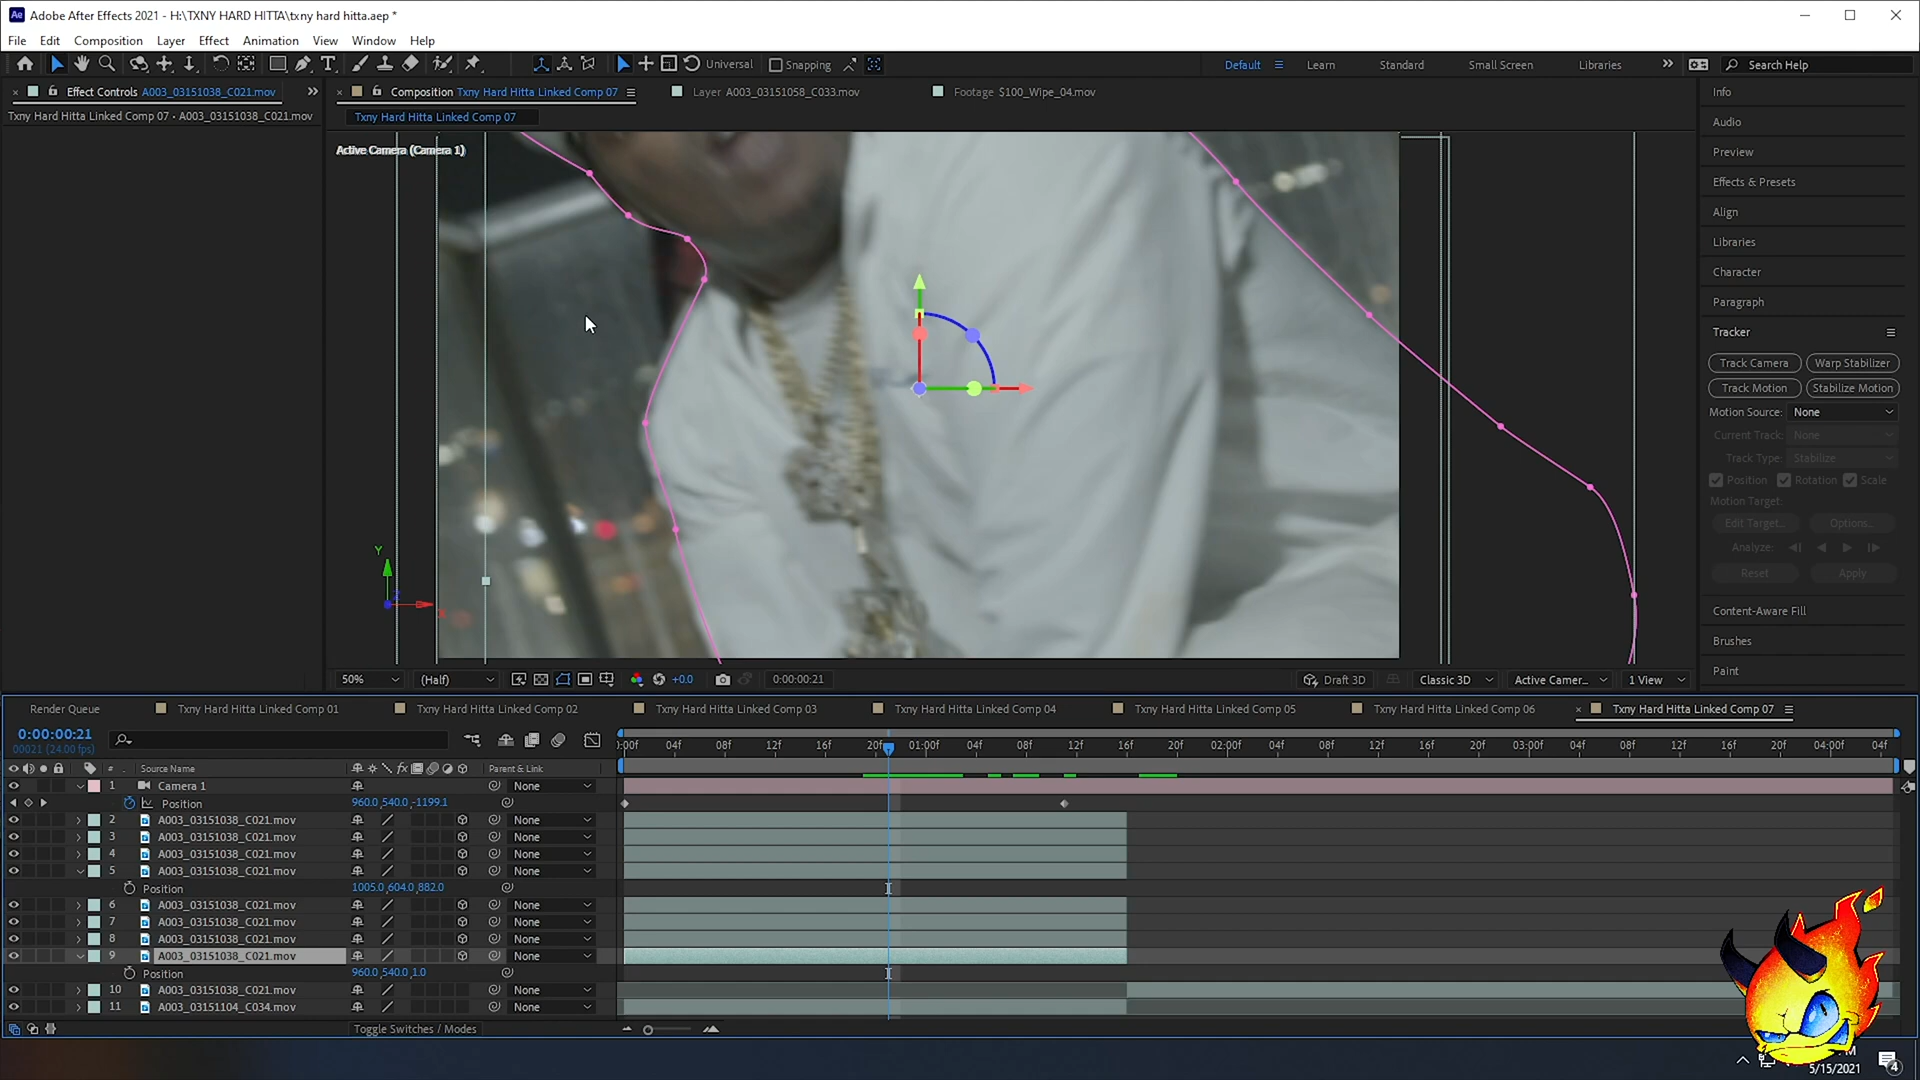 Adobe After Effects 2021 - H:\TXNY HARD HITTA\txny hard hitta.aep *
File Edit Composition Layer Effect Animation View Window Help
Universal Snapping Default Learn Standard Small Screen Libraries Search Help
Effect Controls A003_03151038_C021.mov Composition Txny Hard Hitta Linked Comp 07 Layer A003_03151058_C033.mov Footage $100_Wipe_04.mov Info
Txny Hard Hitta Linked Comp 07 • A003_03151038_C021.mov Txny Hard Hitta Linked Comp 07
Active Camera (Camera 1)
Audio
Preview
Effects & Presets
Align
Libraries
Character
Paragraph
Tracker
Track Camera Warp Stabilizer
Track Motion Stabilize Motion
Motion Source: None
Current Track: None
Track Type: Stabilize
Position Rotation Scale
Motion Target:
Edit Target... Options...
Analyze:
Reset Apply
Content-Aware Fill
Brushes
Paint
Y
X
50% (Half) +0.0 0:00:00:21 Draft 3D Classic 3D Active Camer... 1 View
Render Queue Txny Hard Hitta Linked Comp 01 Txny Hard Hitta Linked Comp 02 Txny Hard Hitta Linked Comp 03 Txny Hard Hitta Linked Comp 04 Txny Hard Hitta Linked Comp 05 Txny Hard Hitta Linked Comp 06 Txny Hard Hitta Linked Comp 07
0:00:00:21
00021 (24.00 fps)
:00f 04f 08f 12f 16f 20f 01:00f 04f 08f 12f 16f 20f 02:00f 04f 08f 12f 16f 20f 03:00f 04f 08f 12f 16f 20f 04:00f 04f
# Source Name Parent & Link
1 Camera 1 None
Position 960.0,540.0,-1199.1
2 A003_03151038_C021.mov None
3 A003_03151038_C021.mov None
4 A003_03151038_C021.mov None
5 A003_03151038_C021.mov None
Position 1005.0,604.0,882.0
6 A003_03151038_C021.mov None
7 A003_03151038_C021.mov None
8 A003_03151038_C021.mov None
9 A003_03151038_C021.mov None
Position 960.0,540.0,1.0
10 A003_03151038_C021.mov None
11 A003_03151104_C034.mov None
Toggle Switches / Modes
5/15/2021 4